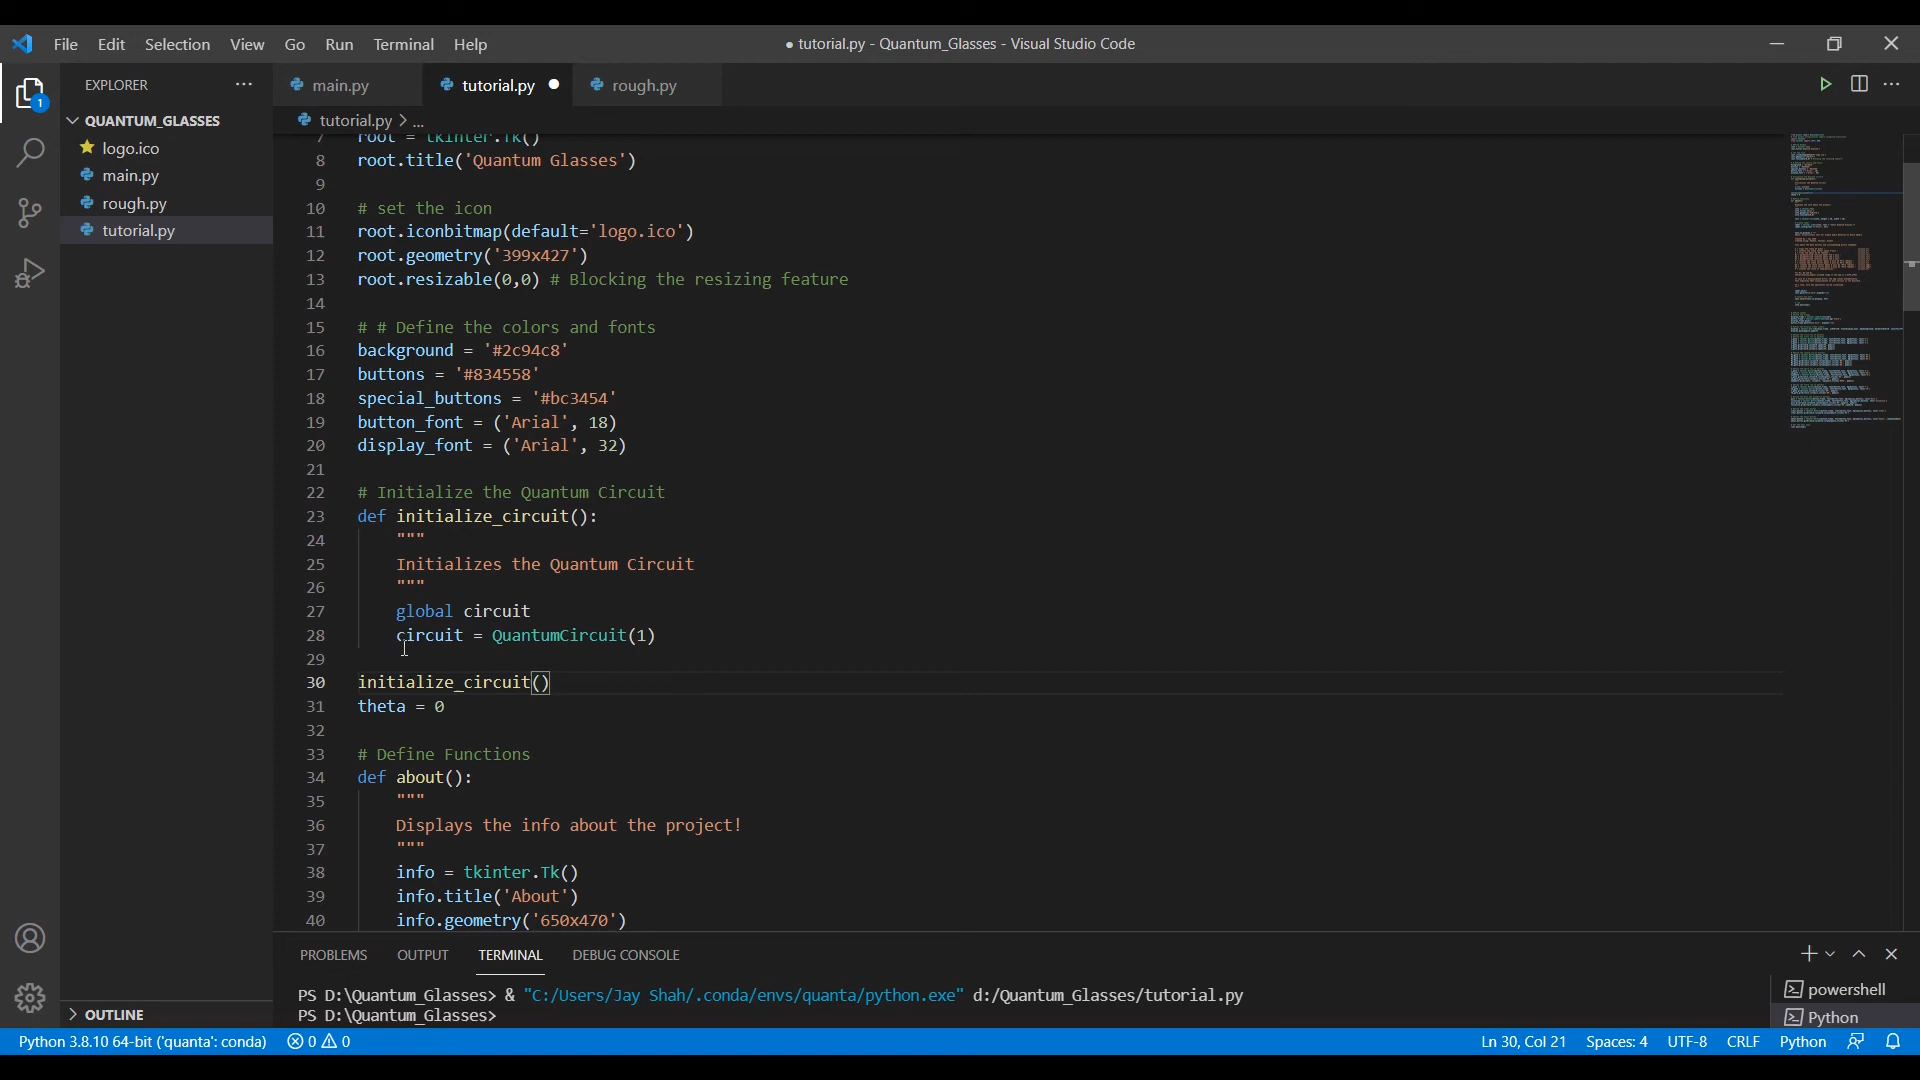 File Edit Selection View Go Run Terminal Help
● tutorial.py - Quantum_Glasses - Visual Studio Code
1
EXPLORER
QUANTUM_GLASSES
logo.ico
main.py
rough.py
tutorial.py
OUTLINE
main.py tutorial.py rough.py
tutorial.py > ...
7 root = tkinter.Tk()
8 root.title('Quantum Glasses')
9
10 # set the icon
11 root.iconbitmap(default='logo.ico')
12 root.geometry('399x427')
13 root.resizable(0,0) # Blocking the resizing feature
14
15 # # Define the colors and fonts
16 background = '#2c94c8'
17 buttons = '#834558'
18 special_buttons = '#bc3454'
19 button_font = ('Arial', 18)
20 display_font = ('Arial', 32)
21
22 # Initialize the Quantum Circuit
23 def initialize_circuit():
24 """
25 Initializes the Quantum Circuit
26 """
27 global circuit
28 circuit = QuantumCircuit(1)
29
30 initialize_circuit()
31 theta = 0
32
33 # Define Functions
34 def about():
35 """
36 Displays the info about the project!
37 """
38 info = tkinter.Tk()
39 info.title('About')
40 info.geometry('650x470')
PROBLEMS OUTPUT TERMINAL DEBUG CONSOLE
PS D:\Quantum_Glasses> & "C:/Users/Jay Shah/.conda/envs/quanta/python.exe" d:/Quantum_Glasses/tutorial.py
PS D:\Quantum_Glasses>
powershell
Python
Python 3.8.10 64-bit ('quanta': conda) 0 0 Ln 30, Col 21 Spaces: 4 UTF-8 CRLF Python